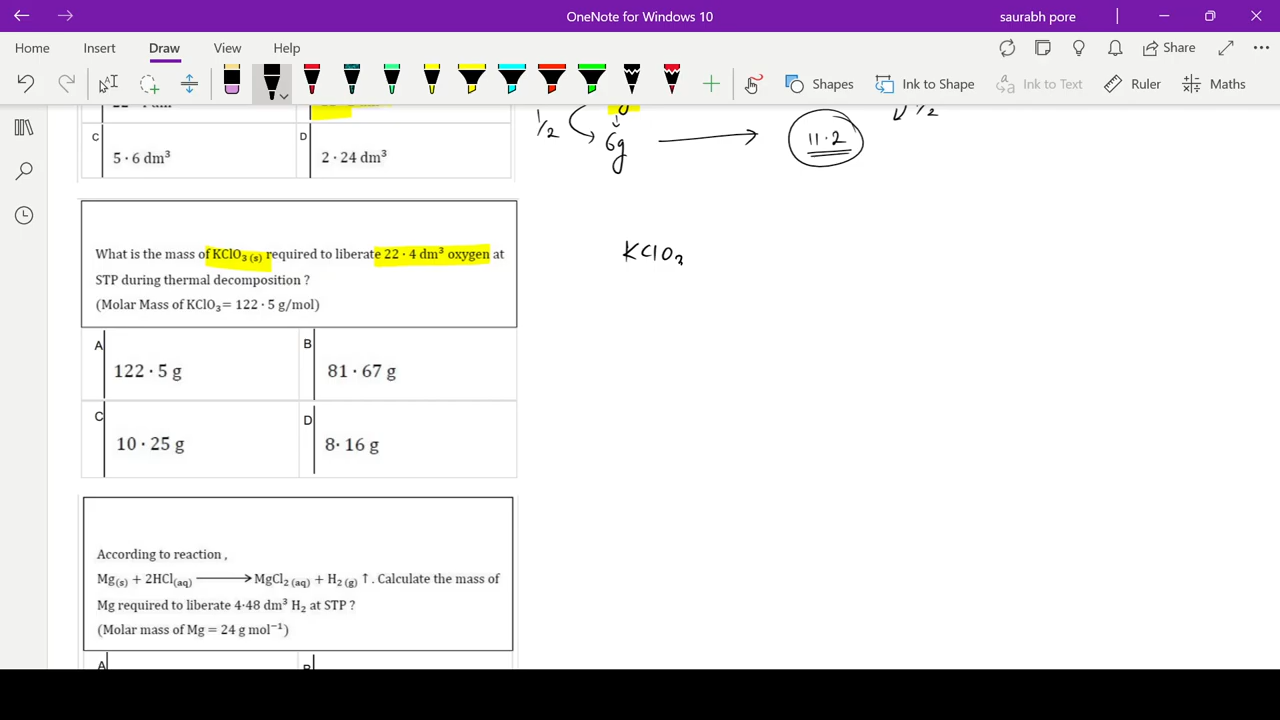 OneNote for Windows 10
saurabh pore
Home Insert Draw View Help
Share
Shapes Ink to Shape Ink to Text Ruler Maths
C 5 · 6 dm³
D 2 · 24 dm³
1/2 6g 11.2 1/2
What is the mass of KClO₃ (s) required to liberate 22 · 4 dm³ oxygen at
STP during thermal decomposition ?
(Molar Mass of KClO₃= 122 · 5 g/mol)
KClO₃
A 122 · 5 g
B 81 · 67 g
C 10 · 25 g
D 8· 16 g
According to reaction ,
Mg(s) + 2HCl(aq) ⟶ MgCl₂ (aq) + H₂ (g) ↑ . Calculate the mass of
Mg required to liberate 4·48 dm³ H₂ at STP ?
(Molar mass of Mg = 24 g mol⁻¹)
A